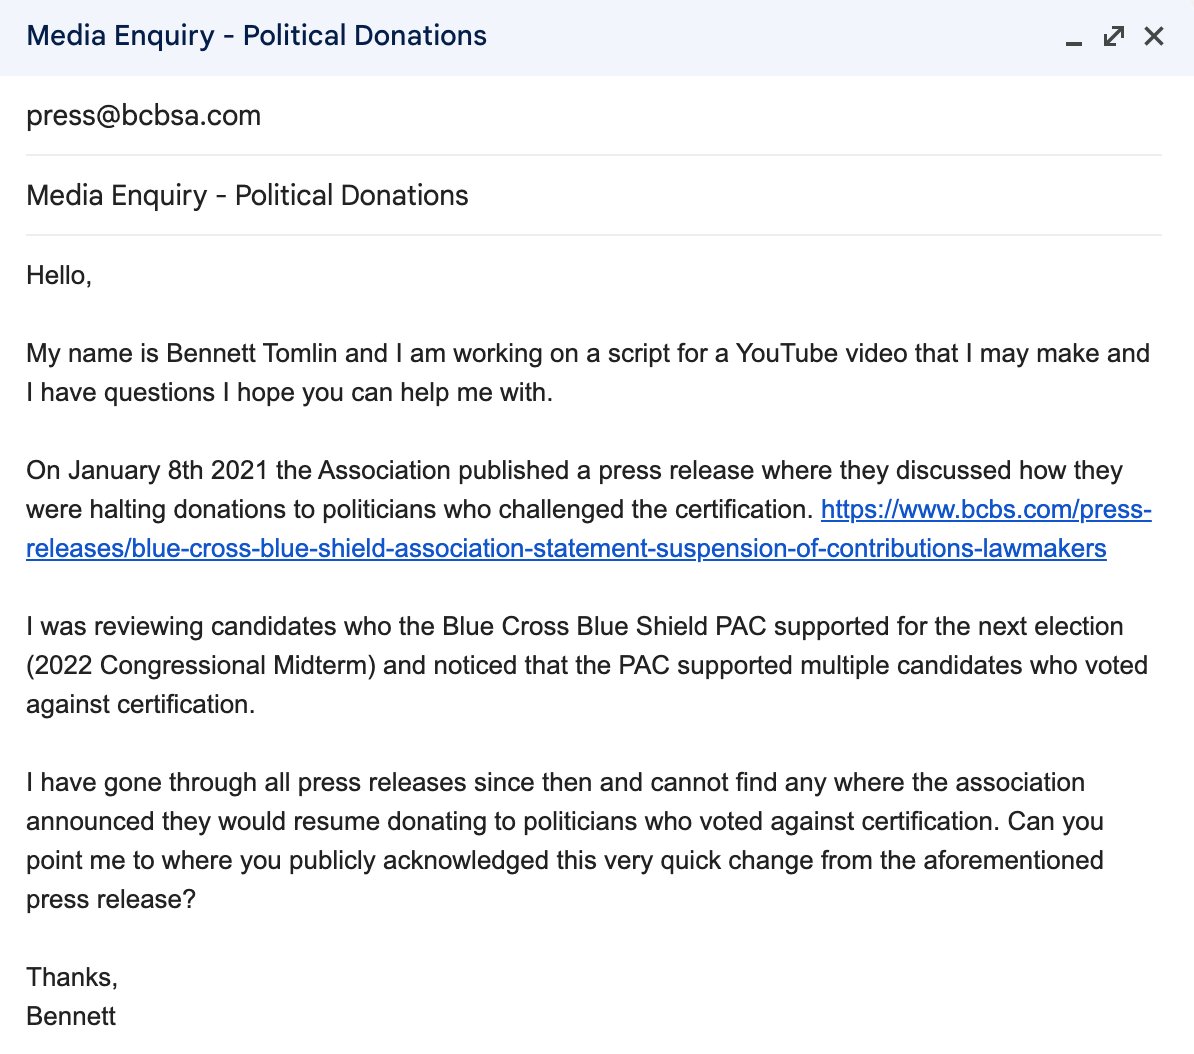 Media Enquiry - Political Donations
press@bcbsa.com
Media Enquiry - Political Donations
Hello,
My name is Bennett Tomlin and I am working on a script for a YouTube video that I may make and
I have questions I hope you can help me with.
On January 8th 2021 the Association published a press release where they discussed how they
were halting donations to politicians who challenged the certification. https://www.bcbs.com/press-
releases/blue-cross-blue-shield-association-statement-suspension-of-contributions-lawmakers
I was reviewing candidates who the Blue Cross Blue Shield PAC supported for the next election
(2022 Congressional Midterm) and noticed that the PAC supported multiple candidates who voted
against certification.
I have gone through all press releases since then and cannot find any where the association
announced they would resume donating to politicians who voted against certification. Can you
point me to where you publicly acknowledged this very quick change from the aforementioned
press release?
Thanks,
Bennett